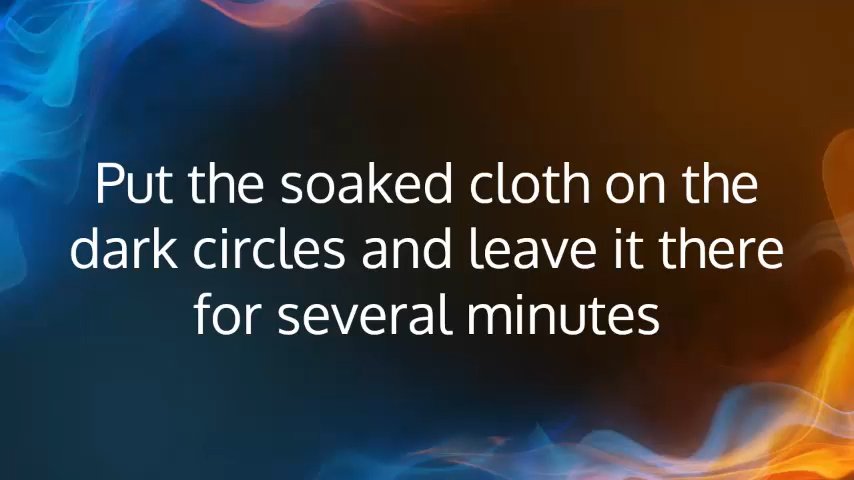 Put the soaked cloth on the
dark circles and leave it there
for several minutes